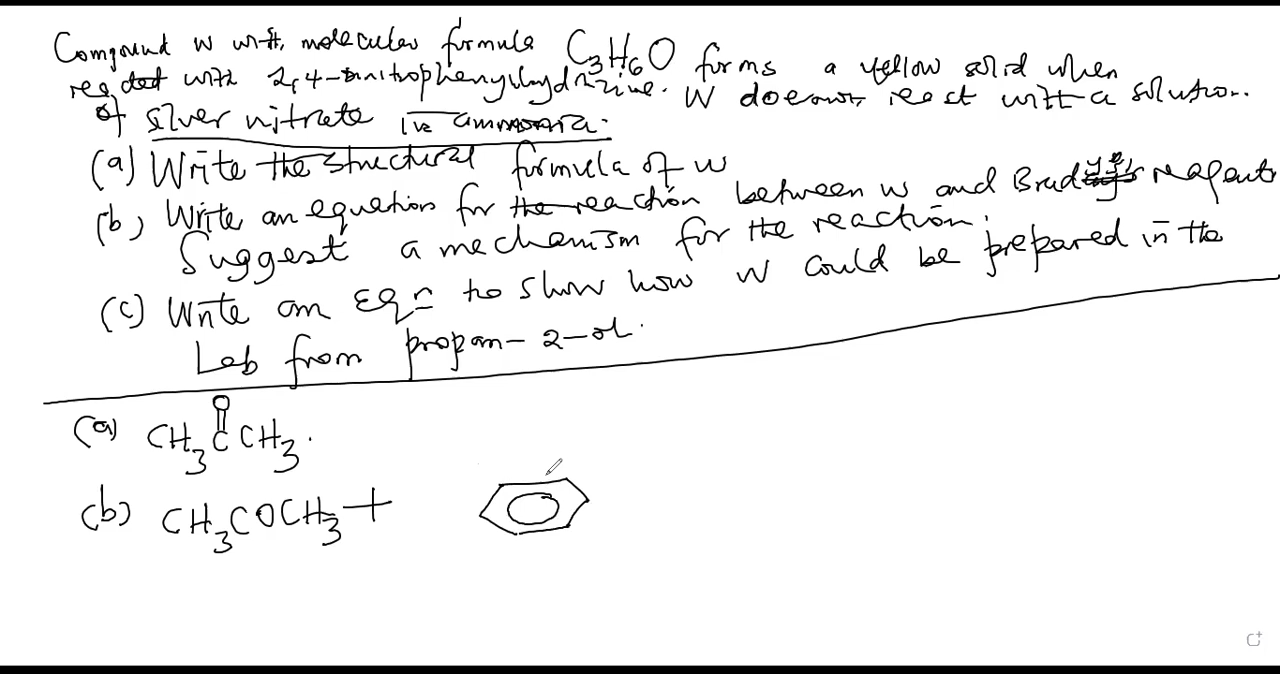 Compound W with molecular formula C3H6O forms a yellow solid when
reacted with 2,4-dinitrophenylhydrazine. W does not react with a solution
of silver nitrate in ammonia.
(a) Write the structural formula of W
(b) Write an equation for the reaction between W and Brady's reagents
Suggest a mechanism for the reaction.
(c) Write an eqn to show how W could be prepared in the
Lab from propan-2-ol.
(a) CH3CCH3.
O
(b) CH3COCH3 +